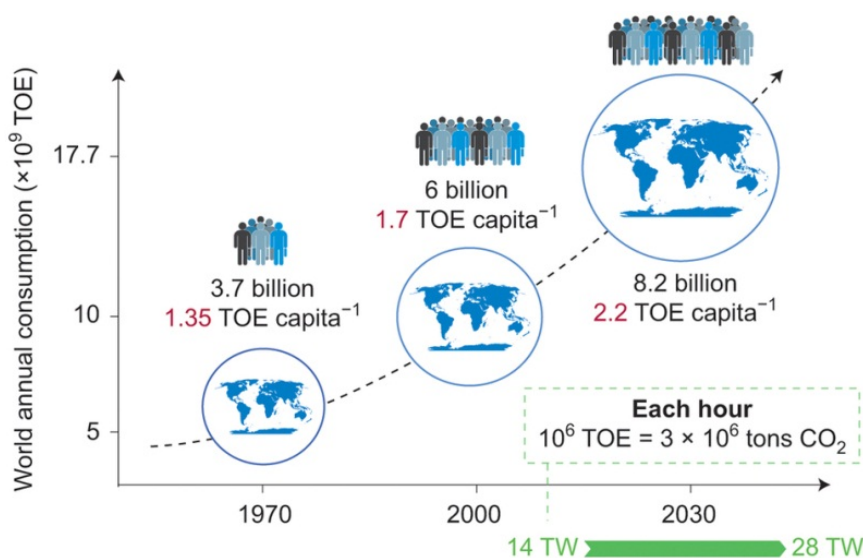 World annual consumption (×10⁹ TOE)
17.7
10
5
3.7 billion
1.35 TOE capita⁻¹
6 billion
1.7 TOE capita⁻¹
8.2 billion
2.2 TOE capita⁻¹
Each hour
10⁶ TOE = 3 × 10⁶ tons CO₂
1970
2000
2030
14 TW
28 TW